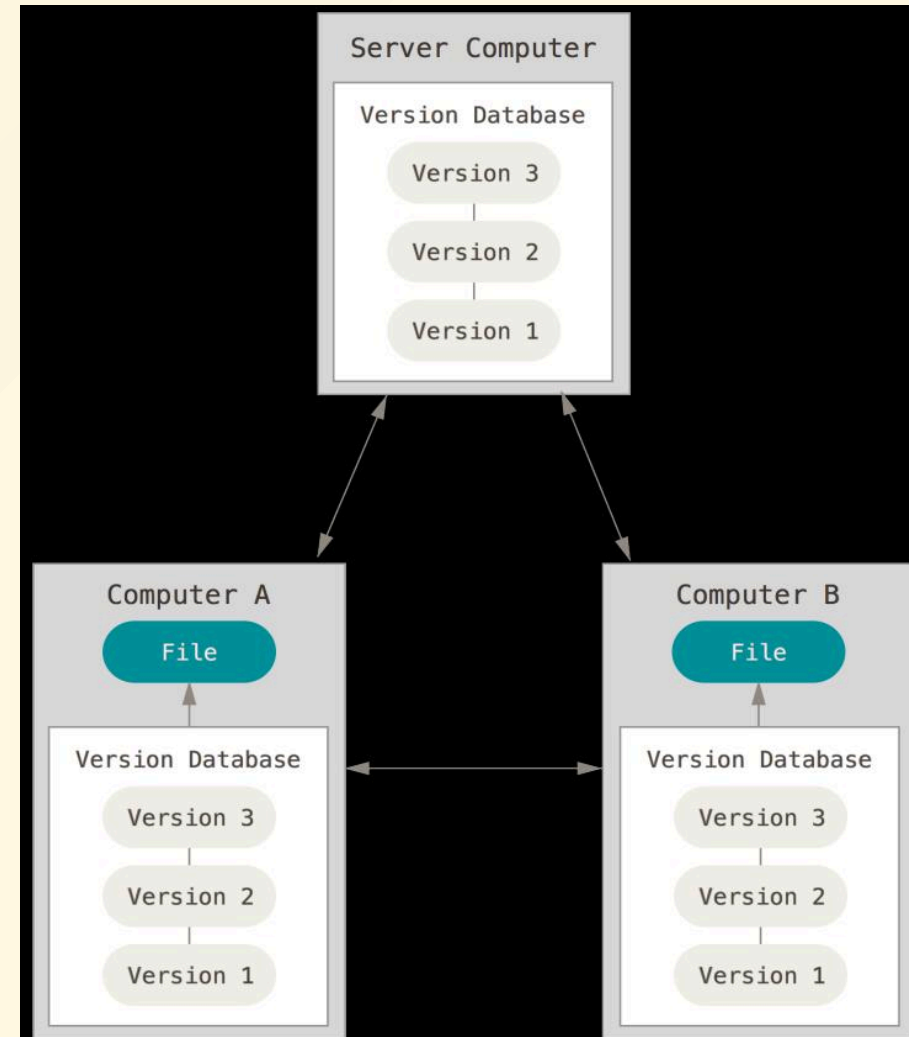 Server Computer
Version Database
Version 3
Version 2
Version 1
Computer A
File
Version Database
Version 3
Version 2
Version 1
Computer B
File
Version Database
Version 3
Version 2
Version 1